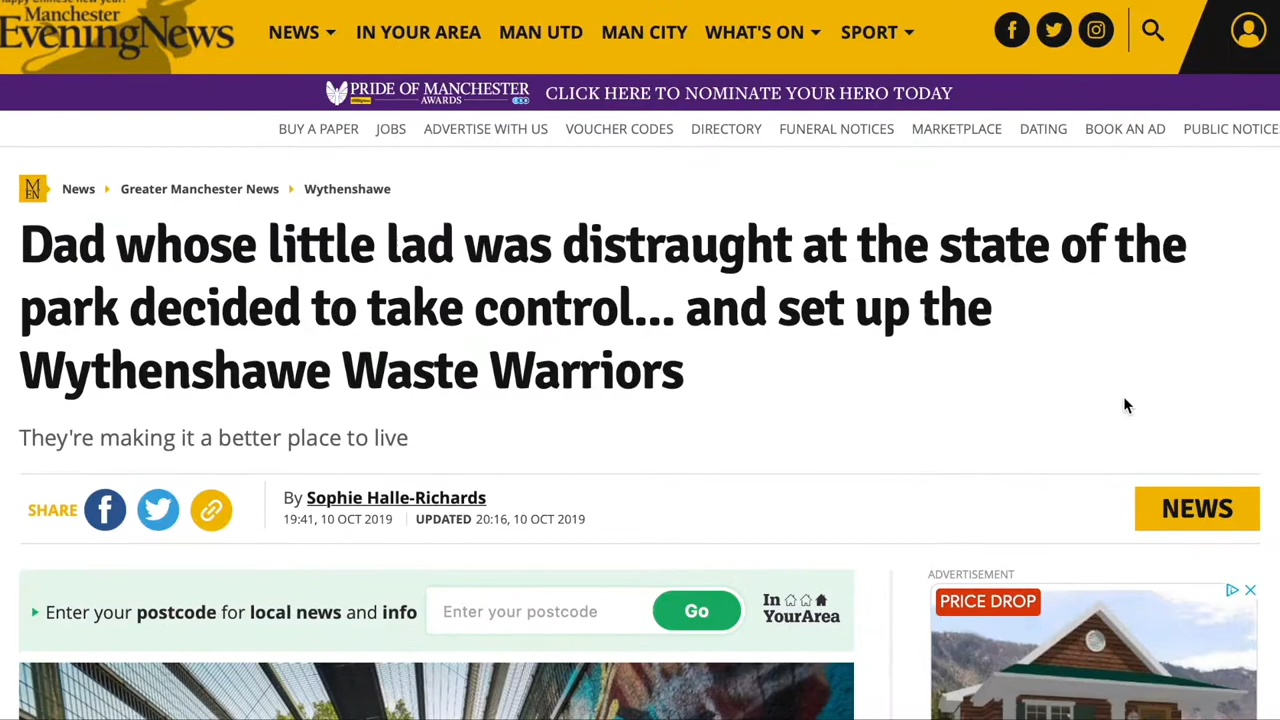 Happy Chinese new year!
Manchester
Evening News
NEWS
IN YOUR AREA
MAN UTD
MAN CITY
WHAT'S ON
SPORT
PRIDE OF MANCHESTER
AWARDS
CLICK HERE TO NOMINATE YOUR HERO TODAY
BUY A PAPER
JOBS
ADVERTISE WITH US
VOUCHER CODES
DIRECTORY
FUNERAL NOTICES
MARKETPLACE
DATING
BOOK AN AD
PUBLIC NOTICE
M
EN
News
Greater Manchester News
Wythenshawe
Dad whose little lad was distraught at the state of the
park decided to take control... and set up the
Wythenshawe Waste Warriors
They're making it a better place to live
SHARE
By Sophie Halle-Richards
19:41, 10 OCT 2019
UPDATED 20:16, 10 OCT 2019
NEWS
Enter your postcode for local news and info
Enter your postcode
Go
In
YourArea
ADVERTISEMENT
PRICE DROP